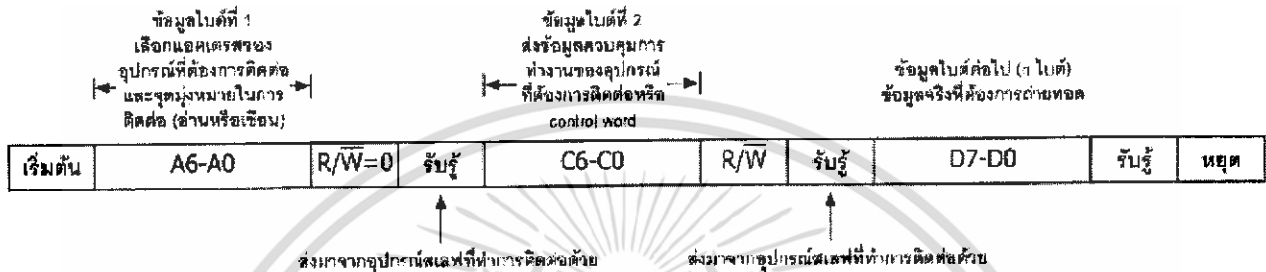 ข้อมูลไบต์ที่ 1
เลือกแอดเดรสของ
อุปกรณ์ที่ต้องการติดต่อ
และจุดมุ่งหมายในการ
ติดต่อ (อ่านหรือเขียน)
ข้อมูลไบต์ที่ 2
ส่งข้อมูลควบคุมการ
ทำงานของอุปกรณ์
ที่ต้องการติดต่อหรือ
control word
ข้อมูลไบต์ต่อไป (n ไบต์)
ข้อมูลจริงที่ต้องการถ่ายทอด
เริ่มต้น A6-A0 R/W̅=0 รับรู้ C6-C0 R/W̅ รับรู้ D7-D0 รับรู้ หยุด
ส่งมาจากอุปกรณ์สเลฟที่ทำการติดต่อด้วย ส่งมาจากอุปกรณ์สเลฟที่ทำการติดต่อด้วย